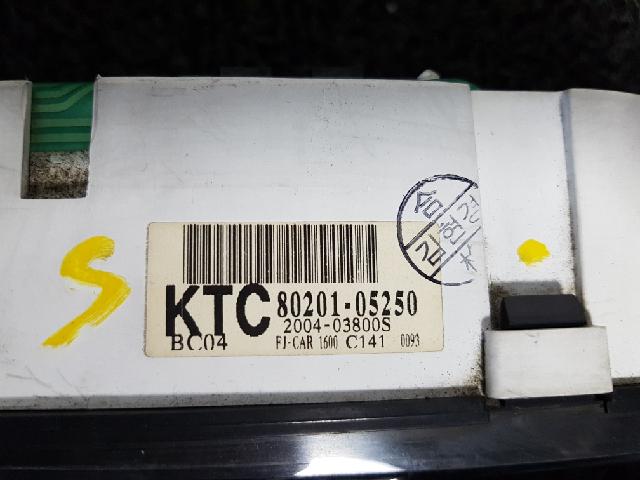 S
KTC 80201-05250
2004-03800S
BC04 FJ-CAR 1600 C141 0093